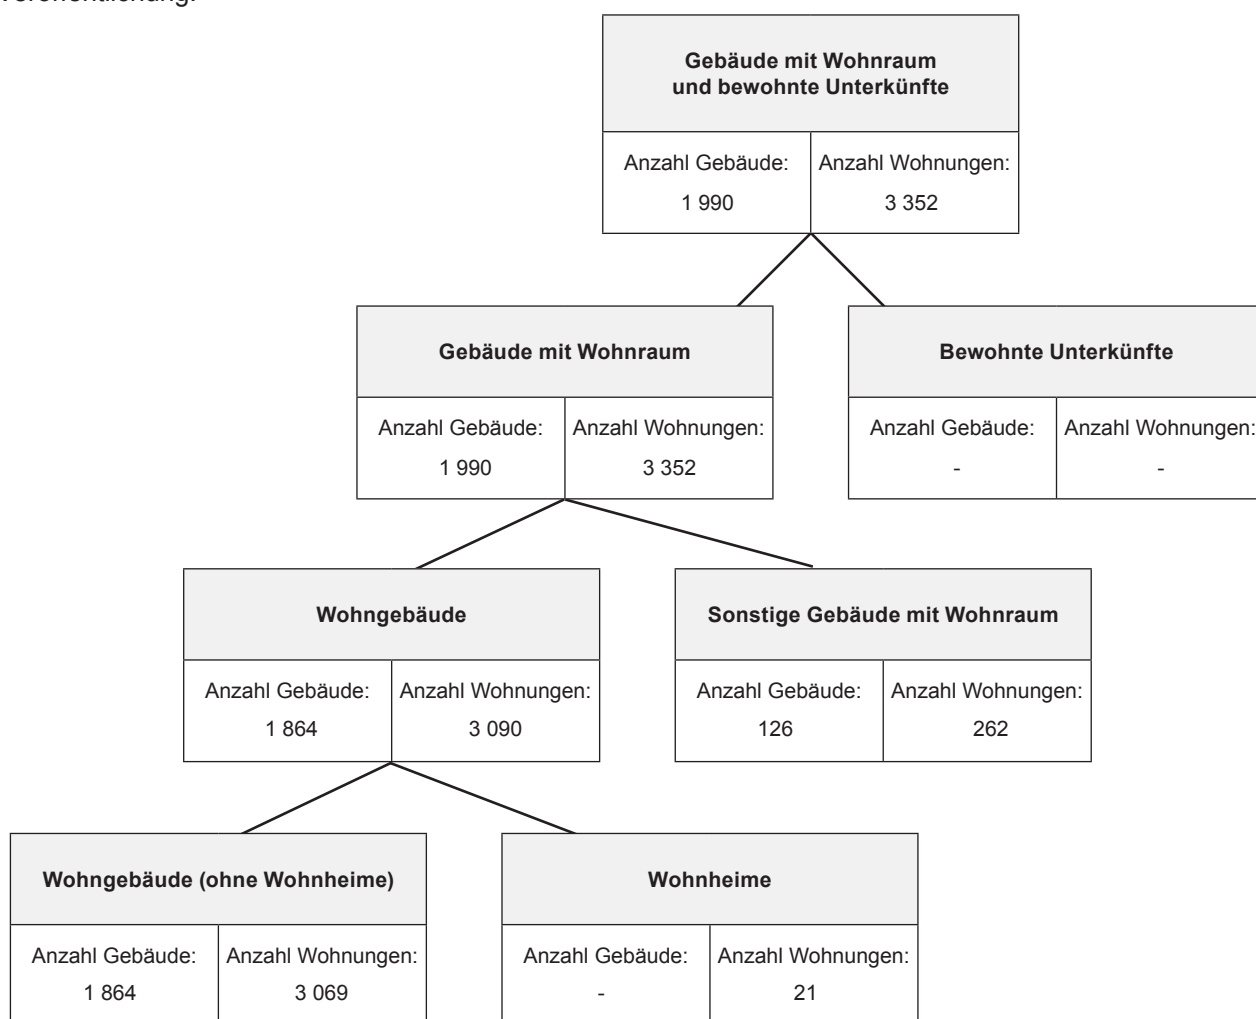 Veröffentlichung.
Gebäude mit Wohnraum
und bewohnte Unterkünfte
Anzahl Gebäude: Anzahl Wohnungen:
1 990 3 352
Gebäude mit Wohnraum Bewohnte Unterkünfte
Anzahl Gebäude: Anzahl Wohnungen: Anzahl Gebäude: Anzahl Wohnungen:
1 990 3 352 - -
Wohngebäude Sonstige Gebäude mit Wohnraum
Anzahl Gebäude: Anzahl Wohnungen: Anzahl Gebäude: Anzahl Wohnungen:
1 864 3 090 126 262
Wohngebäude (ohne Wohnheime) Wohnheime
Anzahl Gebäude: Anzahl Wohnungen: Anzahl Gebäude: Anzahl Wohnungen:
1 864 3 069 - 21